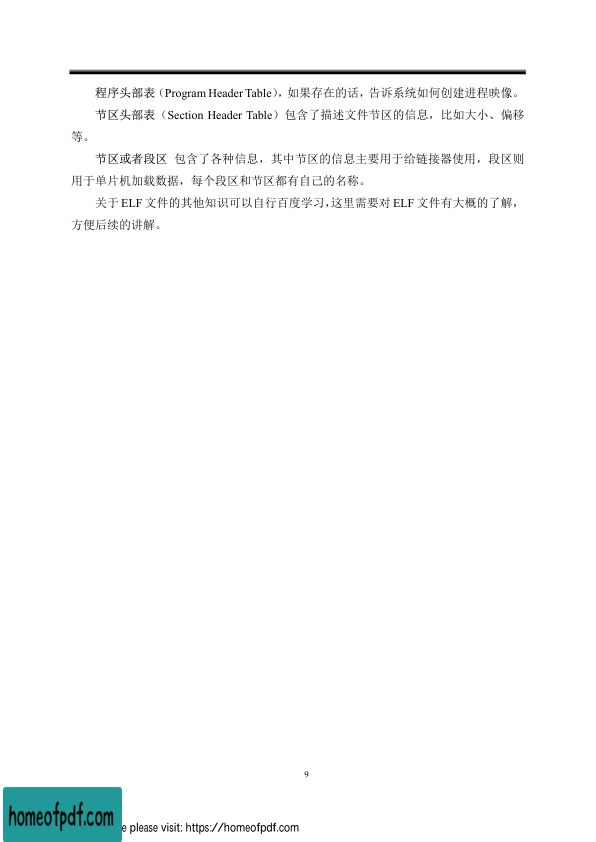 程序头部表（Program Header Table），如果存在的话，告诉系统如何创建进程映像。
节区头部表（Section Header Table）包含了描述文件节区的信息，比如大小、偏移
等。
节区或者段区 包含了各种信息，其中节区的信息主要用于给链接器使用，段区则
用于单片机加载数据，每个段区和节区都有自己的名称。
关于 ELF 文件的其他知识可以自行百度学习，这里需要对 ELF 文件有大概的了解，
方便后续的讲解。
9
homeofpdf.com
e please visit: https://homeofpdf.com